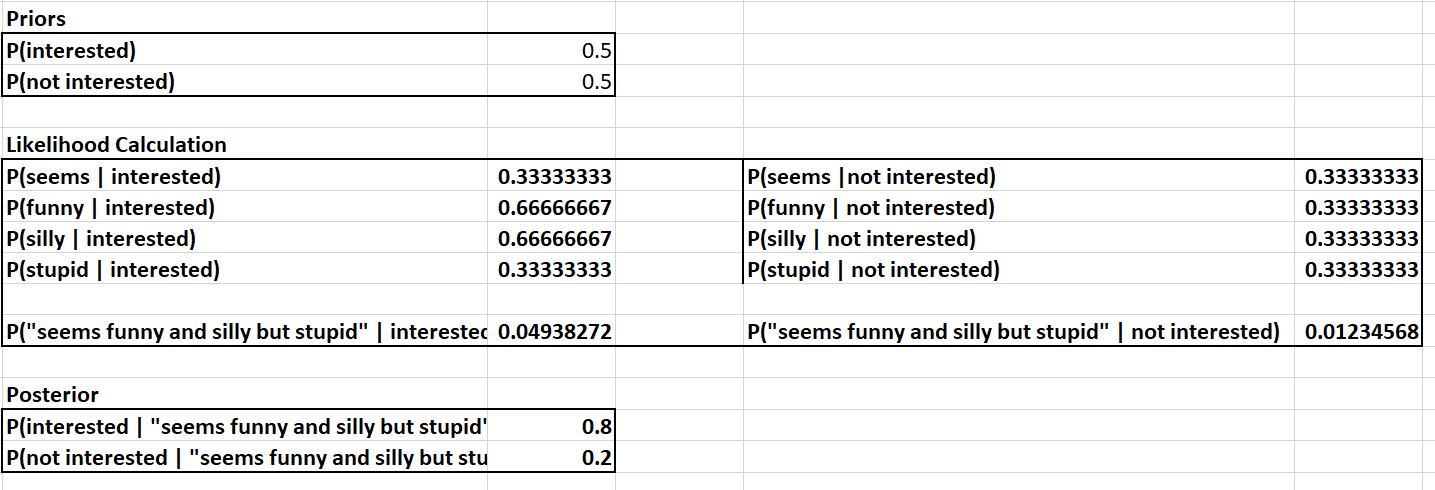 Priors
P(interested) 0.5
P(not interested) 0.5
Likelihood Calculation
P(seems | interested) 0.33333333 P(seems |not interested) 0.33333333
P(funny | interested) 0.66666667 P(funny | not interested) 0.33333333
P(silly | interested) 0.66666667 P(silly | not interested) 0.33333333
P(stupid | interested) 0.33333333 P(stupid | not interested) 0.33333333
P("seems funny and silly but stupid" | interested 0.04938272 P("seems funny and silly but stupid" | not interested) 0.01234568
Posterior
P(interested | "seems funny and silly but stupid" 0.8
P(not interested | "seems funny and silly but stu 0.2